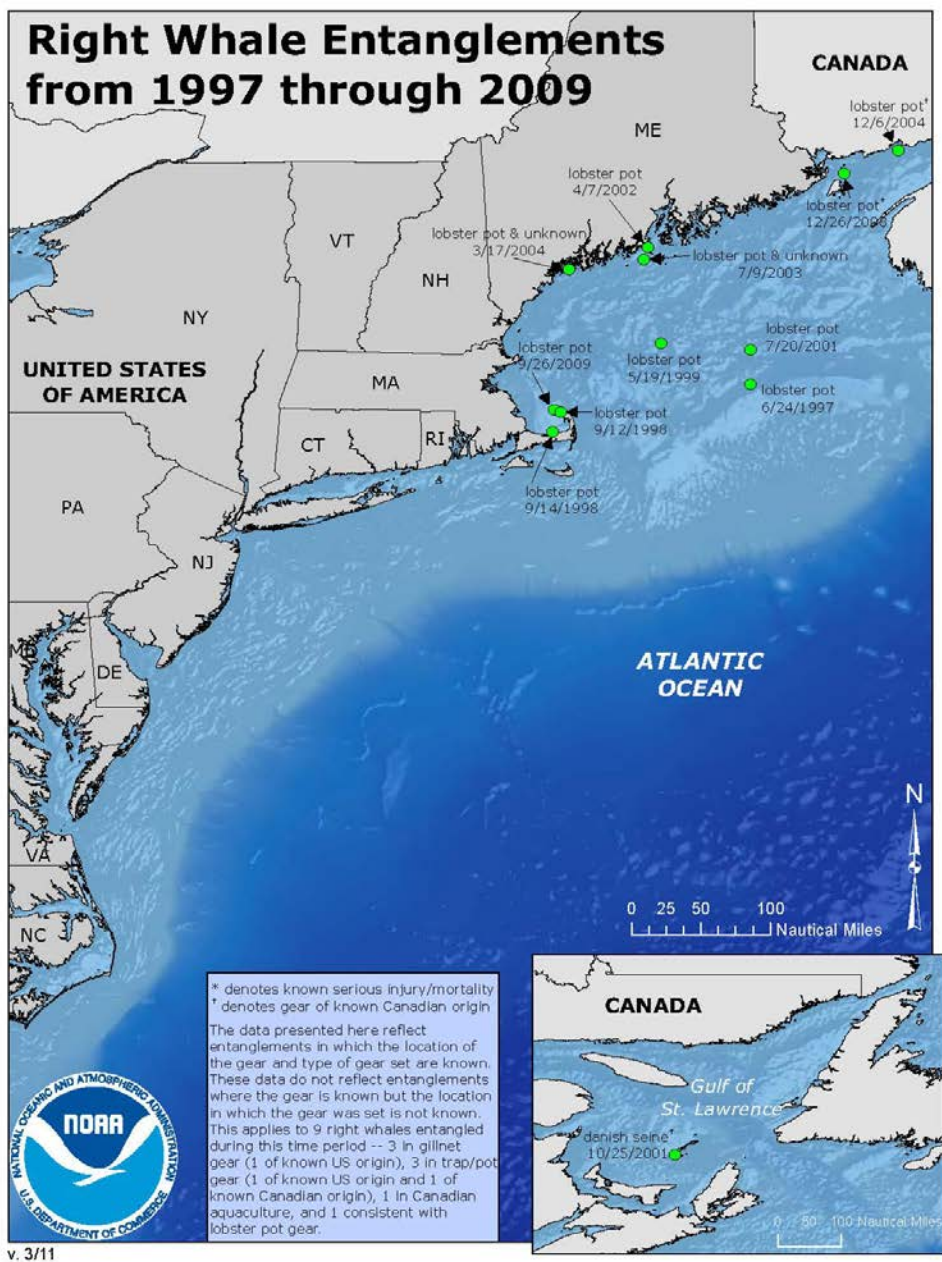 Right Whale Entanglements
from 1997 through 2009
CANADA
lobster pot†
12/6/2004
ME
lobster pot
4/7/2002
lobster pot†
VT
lobster pot & unknown
3/17/2004
lobster pot & unknown
7/9/2003
NH
NY
lobster pot
7/20/2001
lobster pot
9/26/2009
lobster pot
5/19/1999
UNITED STATES
OF AMERICA
MA
lobster pot
6/24/1997
lobster pot
9/12/1998
CT
RI
lobster pot
9/14/1998
PA
NJ
DE
ATLANTIC
OCEAN
N
VA
NC
0 25 50 100
Nautical Miles
* denotes known serious injury/mortality
† denotes gear of known Canadian origin
The data presented here reflect
entanglements in which the location of
the gear and type of gear set are known.
These data do not reflect entanglements
where the gear is known but the location
in which the gear was set is not known.
This applies to 9 right whales entangled
during this time period -- 3 in gillnet
gear (1 of known US origin), 3 in trap/pot
gear (1 of known US origin and 1 of
known Canadian origin), 1 in Canadian
aquaculture, and 1 consistent with
lobster pot gear.
CANADA
Gulf of
St. Lawrence
danish seine†
10/25/2001
0 50 100 Nautical Miles
NATIONAL OCEANIC AND ATMOSPHERIC ADMINISTRATION
NOAA
U.S. DEPARTMENT OF COMMERCE
v. 3/11